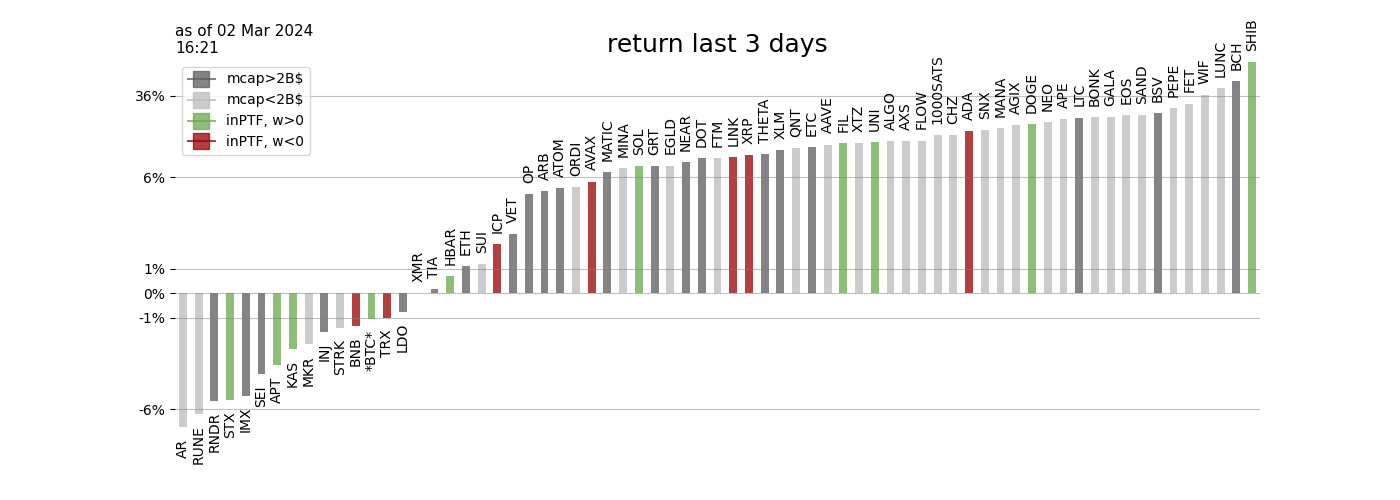 as of 02 Mar 2024
16:21
return last 3 days
mcap>2B$
mcap<2B$
inPTF, w>0
inPTF, w<0
36%
6%
1%
0%
-1%
-6%
AR
RUNE
RNDR
STX
IMX
SEI
APT
KAS
MKR
INJ
STRK
BNB
*BTC*
TRX
LDO
XMR
TIA
HBAR
ETH
SUI
ICP
VET
OP
ARB
ATOM
ORDI
AVAX
MATIC
MINA
SOL
GRT
EGLD
NEAR
DOT
FTM
LINK
XRP
THETA
XLM
QNT
ETC
AAVE
FIL
XTZ
UNI
ALGO
AXS
FLOW
1000SATS
CHZ
ADA
SNX
MANA
AGIX
DOGE
NEO
APE
LTC
BONK
GALA
EOS
SAND
BSV
PEPE
FET
WIF
LUNC
BCH
SHIB